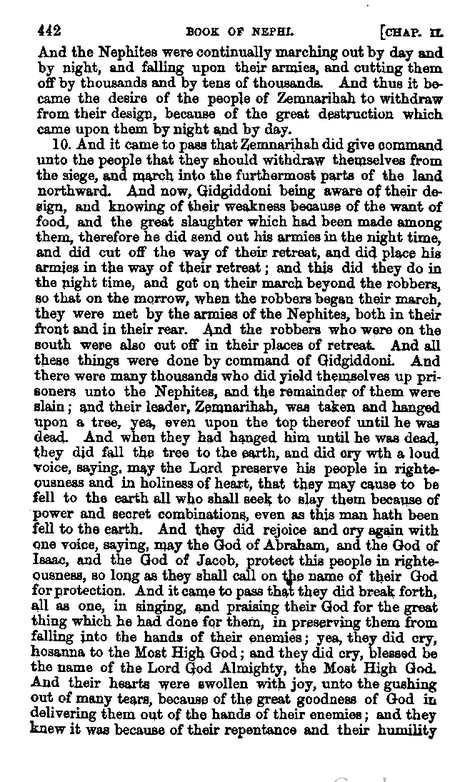 442 BOOK OF NEPHI. [CHAP. II.
And the Nephites were continually marching out by day and
by night, and falling upon their armies, and cutting them
off by thousands and by tens of thousands. And thus it be-
came the desire of the people of Zemnarihah to withdraw
from their design, because of the great destruction which
came upon them by night and by day.
10. And it came to pass that Zemnarihah did give command
unto the people that they should withdraw themselves from
the siege, and march into the furthermost parts of the land
northward. And now, Gidgiddoni being aware of their de-
sign, and knowing of their weakness because of the want of
food, and the great slaughter which had been made among
them, therefore he did send out his armies in the night time,
and did cut off the way of their retreat, and did place his
armies in the way of their retreat; and this did they do in
the night time, and got on their march beyond the robbers,
so that on the morrow, when the robbers began their march,
they were met by the armies of the Nephites, both in their
front and in their rear. And the robbers who were on the
south were also cut off in their places of retreat. And all
these things were done by command of Gidgiddoni. And
there were many thousands who did yield themselves up pri-
soners unto the Nephites, and the remainder of them were
slain; and their leader, Zemnarihah, was taken and hanged
upon a tree, yea, even upon the top thereof until he was
dead. And when they had hanged him until he was dead,
they did fall the tree to the earth, and did cry wth a loud
voice, saying, may the Lord preserve his people in righte-
ousness and in holiness of heart, that they may cause to be
fell to the earth all who shall seek to slay them because of
power and secret combinations, even as this man hath been
fell to the earth. And they did rejoice and cry again with
one voice, saying, may the God of Abraham, and the God of
Isaac, and the God of Jacob, protect this people in righte-
ousness, so long as they shall call on the name of their God
for protection. And it came to pass that they did break forth,
all as one, in singing, and praising their God for the great
thing which he had done for them, in preserving them from
falling into the hands of their enemies; yea, they did cry,
hosanna to the Most High God; and they did cry, blessed be
the name of the Lord God Almighty, the Most High God.
And their hearts were swollen with joy, unto the gushing
out of many tears, because of the great goodness of God in
delivering them out of the hands of their enemies; and they
knew it was because of their repentance and their humility